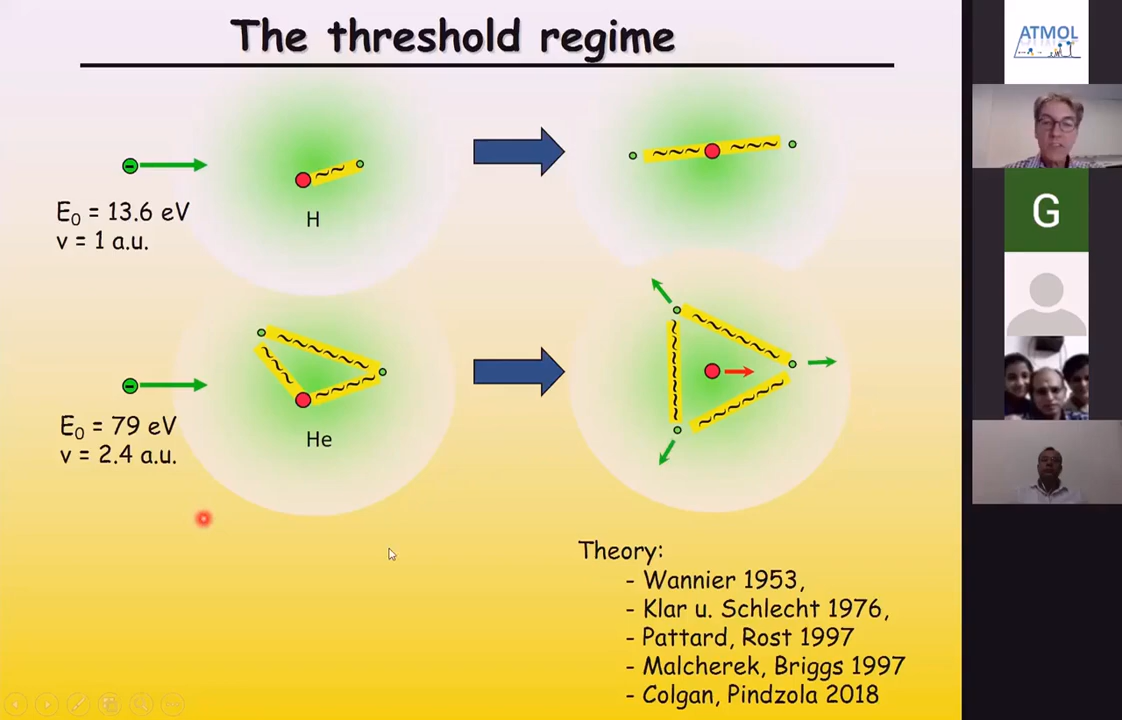 The threshold regime
E₀ = 13.6 eV
v = 1 a.u.
H
E₀ = 79 eV
v = 2.4 a.u.
He
Theory:
- Wannier 1953,
- Klar u. Schlecht 1976,
- Pattard, Rost 1997
- Malcherek, Briggs 1997
- Colgan, Pindzola 2018
ATMOL
G